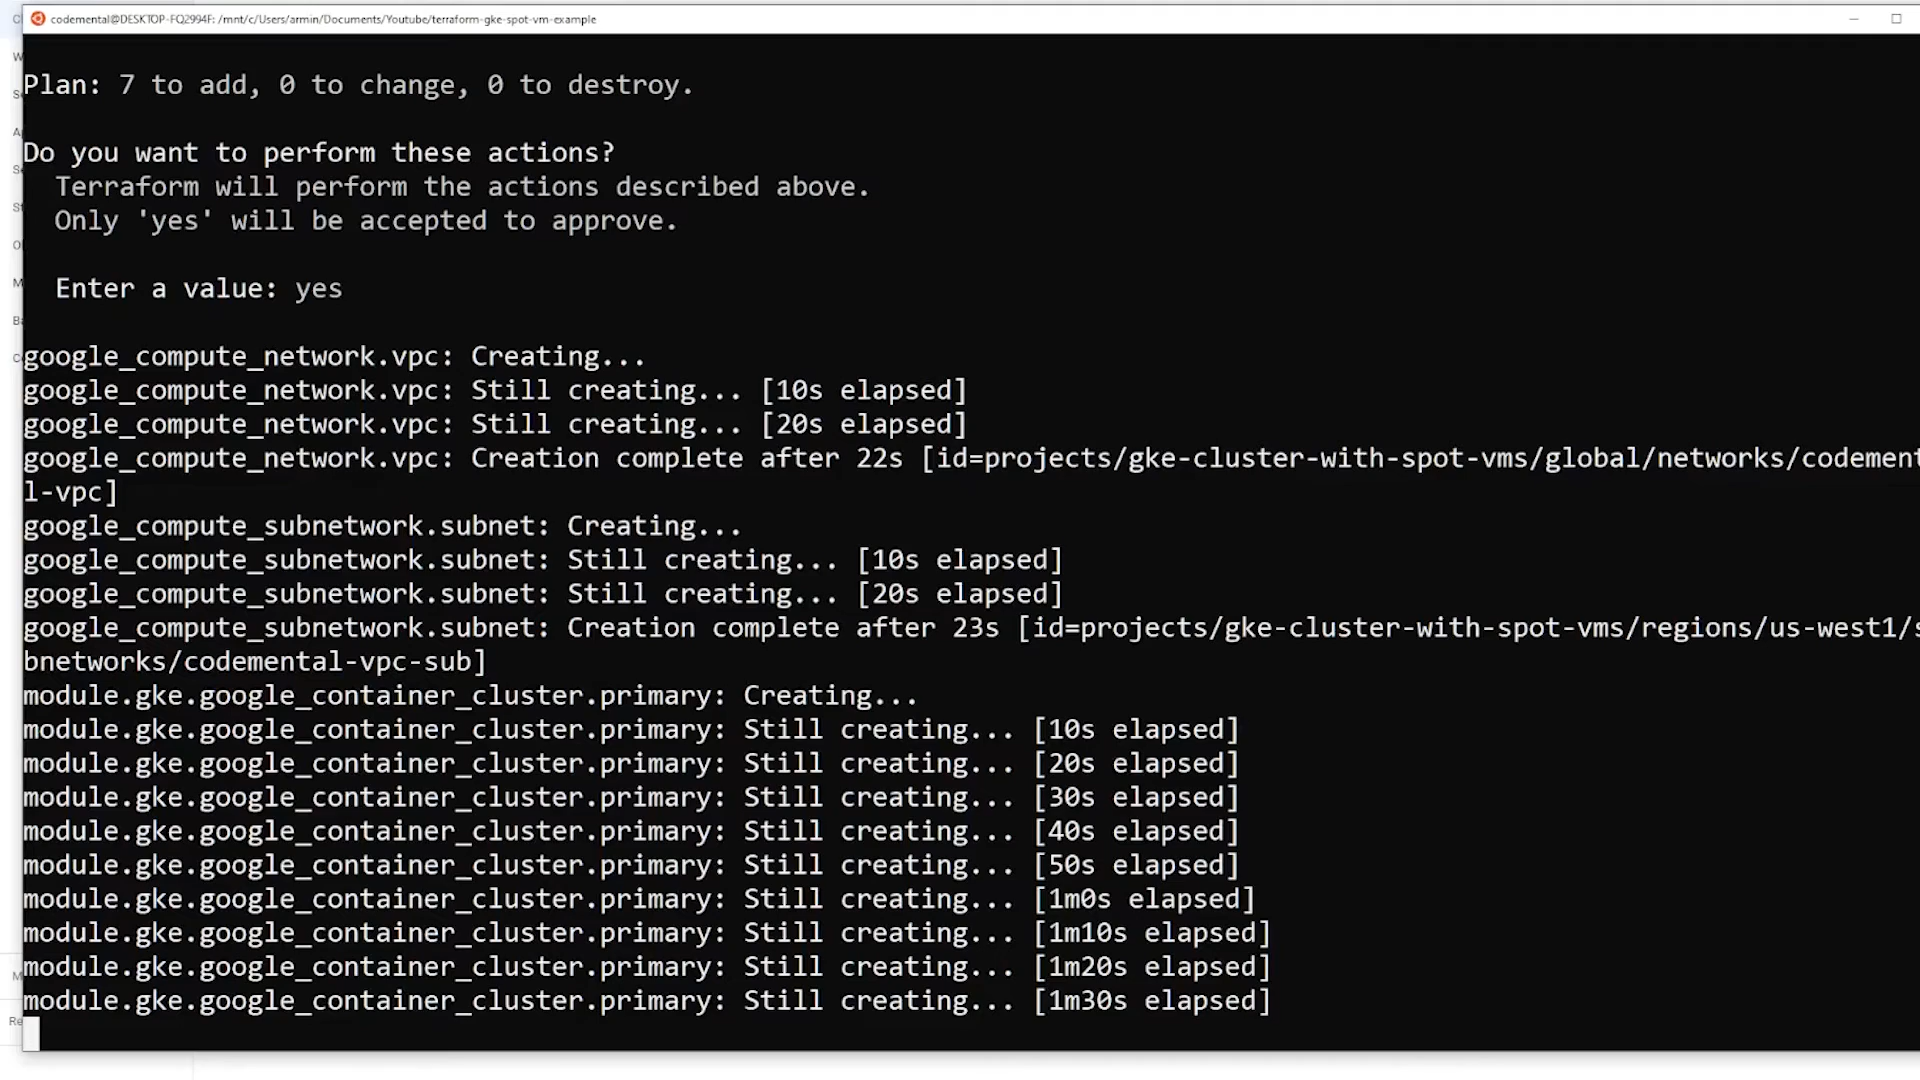 codemental@DESKTOP-FQ2994F: /mnt/c/Users/armin/Documents/Youtube/terraform-gke-spot-vm-example
Plan: 7 to add, 0 to change, 0 to destroy.
Do you want to perform these actions?
Terraform will perform the actions described above.
Only 'yes' will be accepted to approve.
Enter a value: yes
google_compute_network.vpc: Creating...
google_compute_network.vpc: Still creating... [10s elapsed]
google_compute_network.vpc: Still creating... [20s elapsed]
google_compute_network.vpc: Creation complete after 22s [id=projects/gke-cluster-with-spot-vms/global/networks/codement
l-vpc]
google_compute_subnetwork.subnet: Creating...
google_compute_subnetwork.subnet: Still creating... [10s elapsed]
google_compute_subnetwork.subnet: Still creating... [20s elapsed]
google_compute_subnetwork.subnet: Creation complete after 23s [id=projects/gke-cluster-with-spot-vms/regions/us-west1/s
bnetworks/codemental-vpc-sub]
module.gke.google_container_cluster.primary: Creating...
module.gke.google_container_cluster.primary: Still creating... [10s elapsed]
module.gke.google_container_cluster.primary: Still creating... [20s elapsed]
module.gke.google_container_cluster.primary: Still creating... [30s elapsed]
module.gke.google_container_cluster.primary: Still creating... [40s elapsed]
module.gke.google_container_cluster.primary: Still creating... [50s elapsed]
module.gke.google_container_cluster.primary: Still creating... [1m0s elapsed]
module.gke.google_container_cluster.primary: Still creating... [1m10s elapsed]
module.gke.google_container_cluster.primary: Still creating... [1m20s elapsed]
module.gke.google_container_cluster.primary: Still creating... [1m30s elapsed]